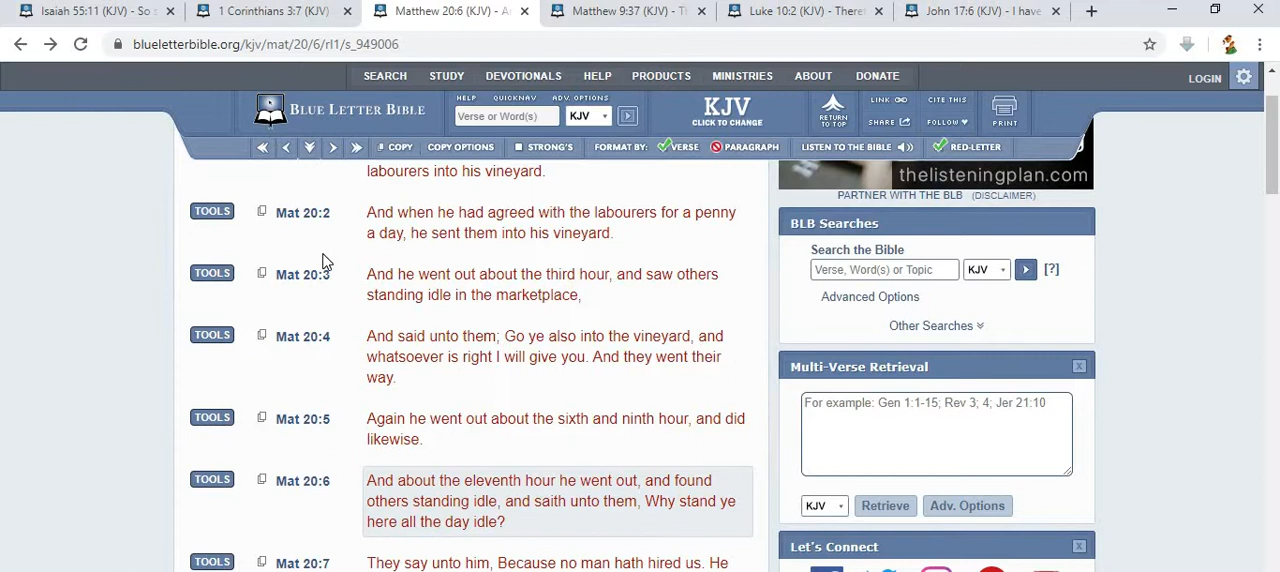 Isaiah 55:11 (KJV) - So s
1 Corinthians 3:7 (KJV)
Matthew 20:6 (KJV) - A
Matthew 9:37 (KJV) - T
Luke 10:2 (KJV) - Theref
John 17:6 (KJV) - I have
blueletterbible.org/kjv/mat/20/6/rl1/s_949006
SEARCH STUDY DEVOTIONALS HELP PRODUCTS MINISTRIES ABOUT DONATE
LOGIN
BLUE LETTER BIBLE
HELP QUICKNAV ADV. OPTIONS
Verse or Word(s) KJV
KJV
CLICK TO CHANGE
RETURN
TO TOP
LINK CITE THIS
SHARE FOLLOW
PRINT
COPY COPY OPTIONS STRONG'S FORMAT BY: VERSE PARAGRAPH LISTEN TO THE BIBLE RED-LETTER
labourers into his vineyard.
TOOLS Mat 20:2 And when he had agreed with the labourers for a penny
a day, he sent them into his vineyard.
TOOLS Mat 20:3 And he went out about the third hour, and saw others
standing idle in the marketplace,
TOOLS Mat 20:4 And said unto them; Go ye also into the vineyard, and
whatsoever is right I will give you. And they went their
way.
TOOLS Mat 20:5 Again he went out about the sixth and ninth hour, and did
likewise.
TOOLS Mat 20:6 And about the eleventh hour he went out, and found
others standing idle, and saith unto them, Why stand ye
here all the day idle?
TOOLS Mat 20:7 They say unto him, Because no man hath hired us. He
thelisteningplan.com
PARTNER WITH THE BLB (DISCLAIMER)
BLB Searches
Search the Bible
Verse, Word(s) or Topic KJV [?]
Advanced Options
Other Searches
Multi-Verse Retrieval X
For example: Gen 1:1-15; Rev 3; 4; Jer 21:10
KJV Retrieve Adv. Options
Let's Connect X